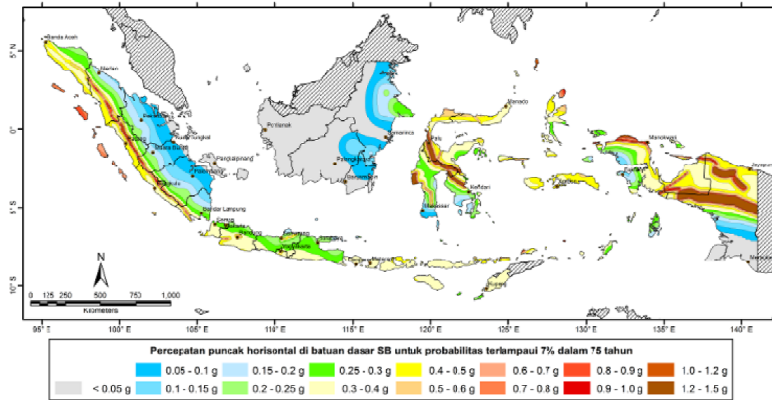 Banda Aceh
Medan
Manado
5°N
Pontianak
Samarinda
Palu
Manokwari
0°
Pangkalpinang
Palangkaraya
Kendari
Makassar
Bandar Lampung
5°S
Bandung
Semarang
Surabaya
Yogyakarta
Kupang
N
10°S
0 125 250 500 750 1,000
Kilometers
95°E 100°E 105°E 110°E 115°E 120°E 125°E 130°E 135°E 140°E
Percepatan puncak horisontal di batuan dasar SB untuk probabilitas terlampaui 7% dalam 75 tahun
0.05 - 0.1 g 0.15 - 0.2 g 0.25 - 0.3 g 0.4 - 0.5 g 0.6 - 0.7 g 0.8 - 0.9 g 1.0 - 1.2 g
< 0.05 g 0.1 - 0.15 g 0.2 - 0.25 g 0.3 - 0.4 g 0.5 - 0.6 g 0.7 - 0.8 g 0.9 - 1.0 g 1.2 - 1.5 g